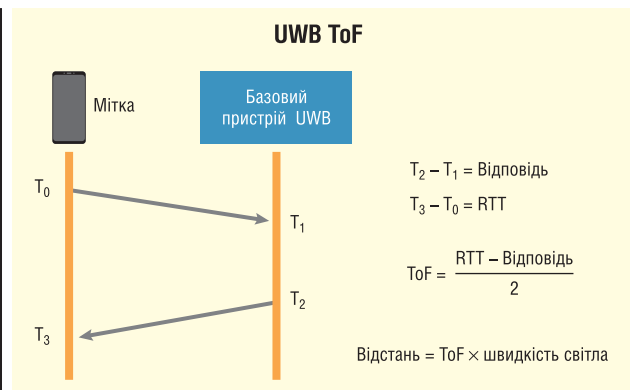 UWB ToF
Мітка
Базовий
пристрій UWB
T₀
T₁
T₂
T₃
T₂ – T₁ = Відповідь
T₃ – T₀ = RTT
ToF = RTT – Відповідь
2
Відстань = ToF × швидкість світла